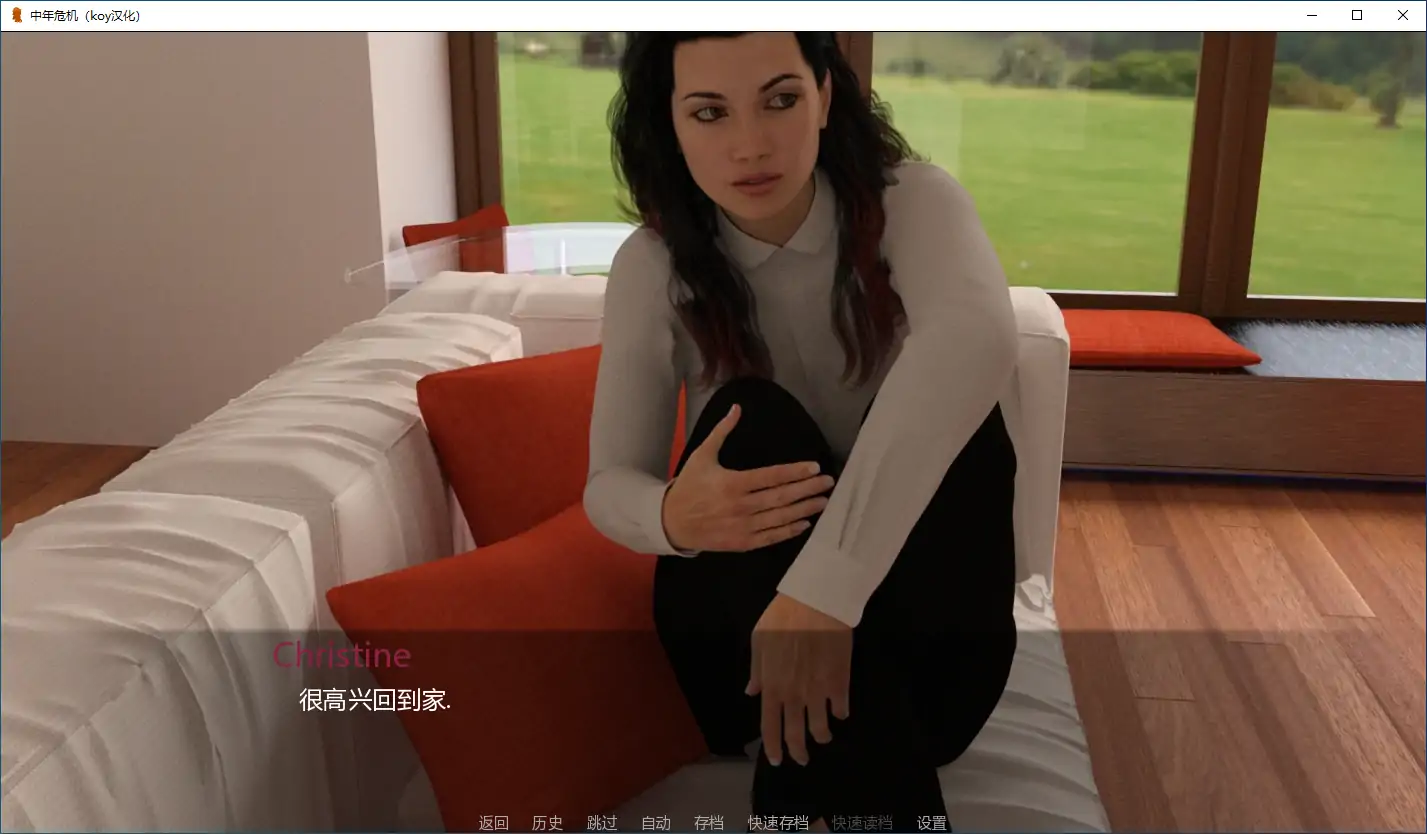 中年危机（koy汉化）
Christine
很高兴回到家.
返回 历史 跳过 自动 存档 快速存档 快速读档 设置